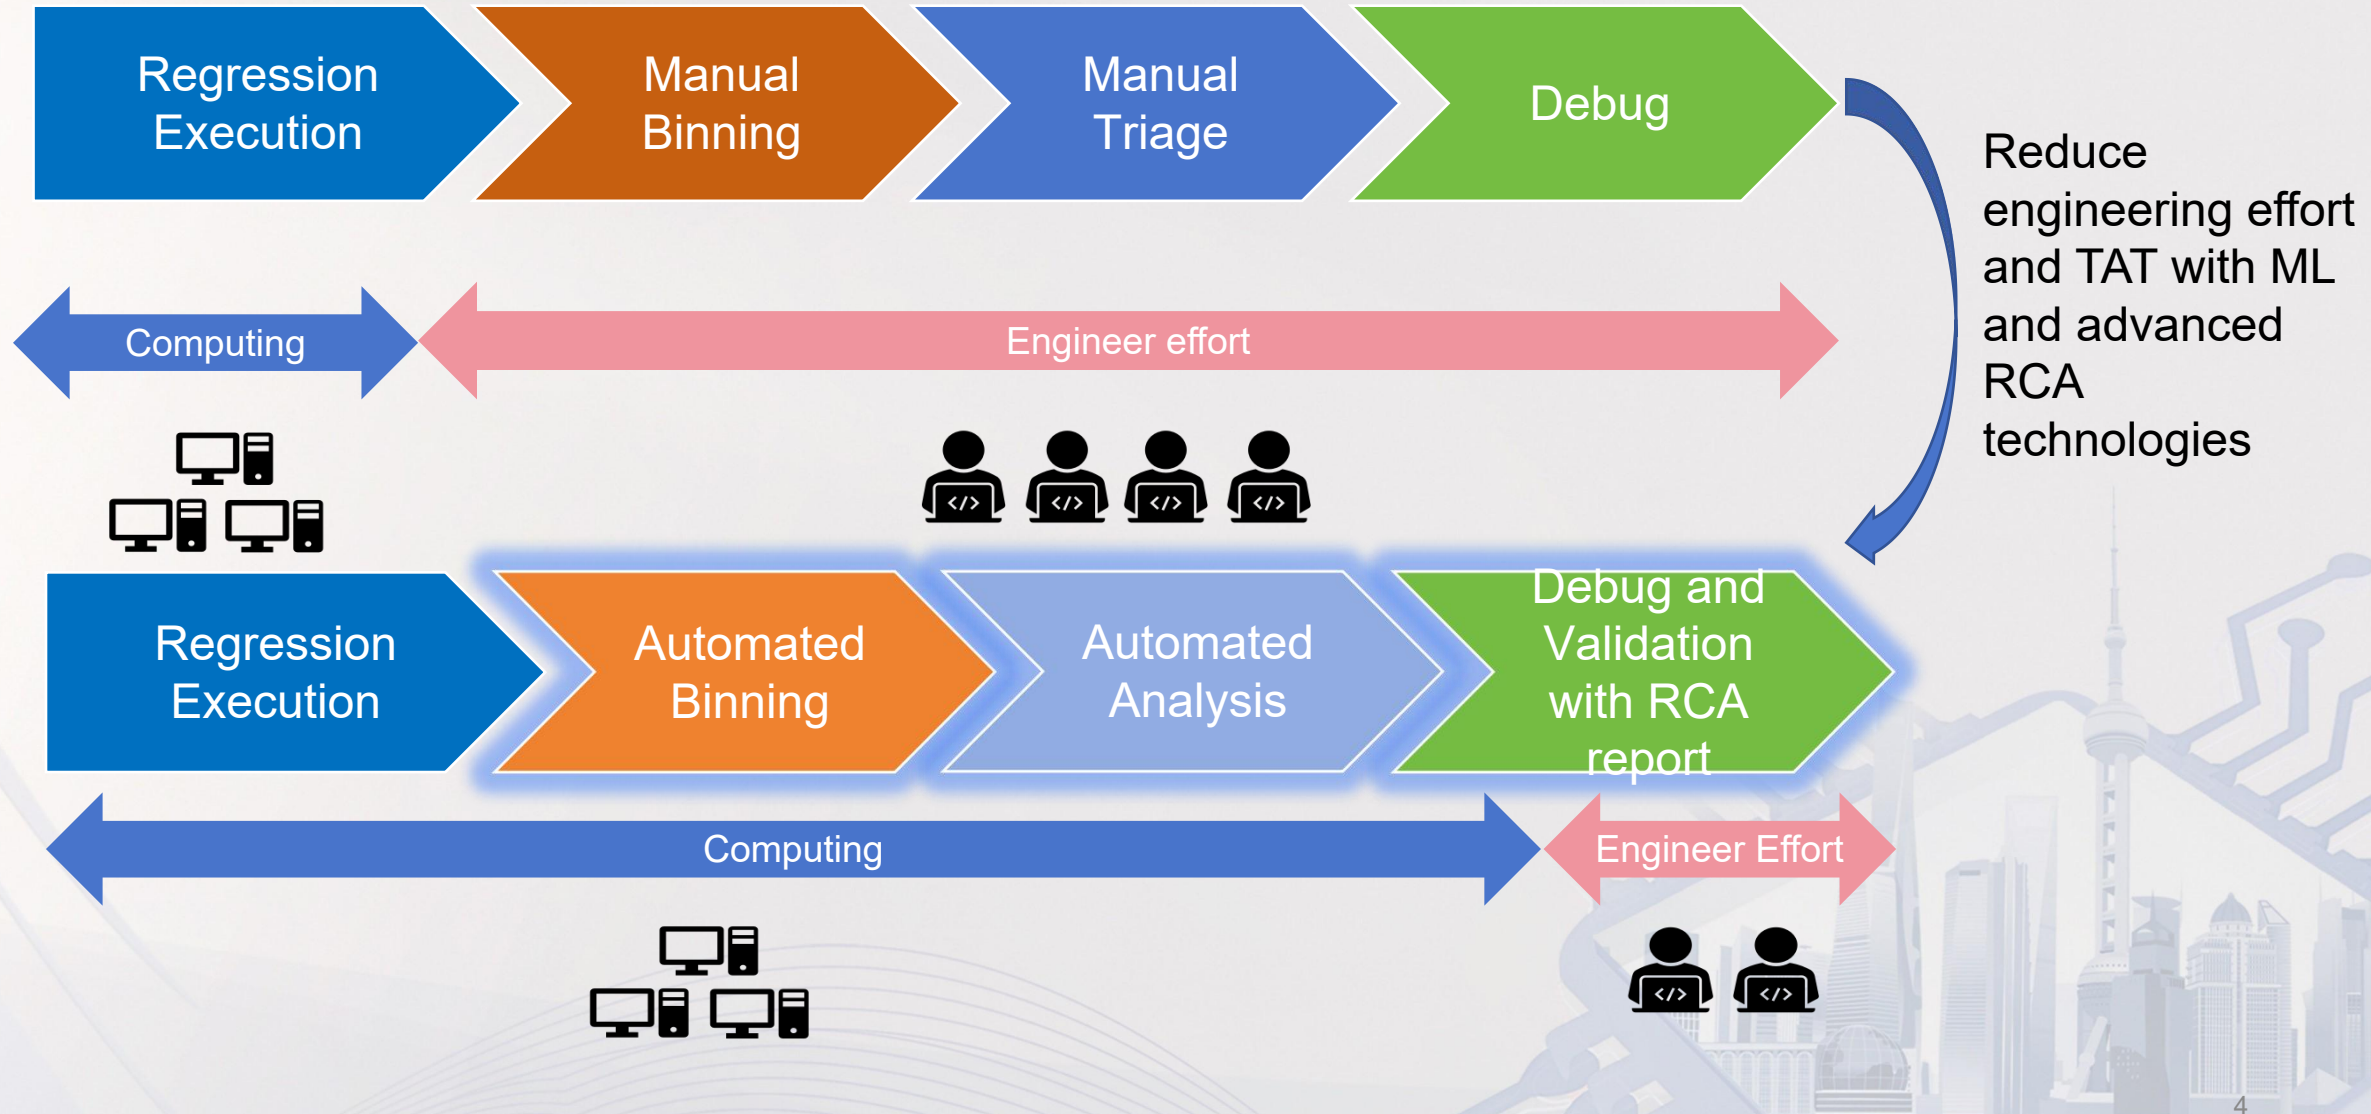 Regression
Execution
Manual
Binning
Manual
Triage
Debug
Reduce
engineering effort
and TAT with ML
and advanced
RCA
technologies
Computing
Engineer effort
</>
</>
</>
</>
Regression
Execution
Automated
Binning
Automated
Analysis
Debug and
Validation
with RCA
report
Computing
Engineer Effort
</>
</>
4